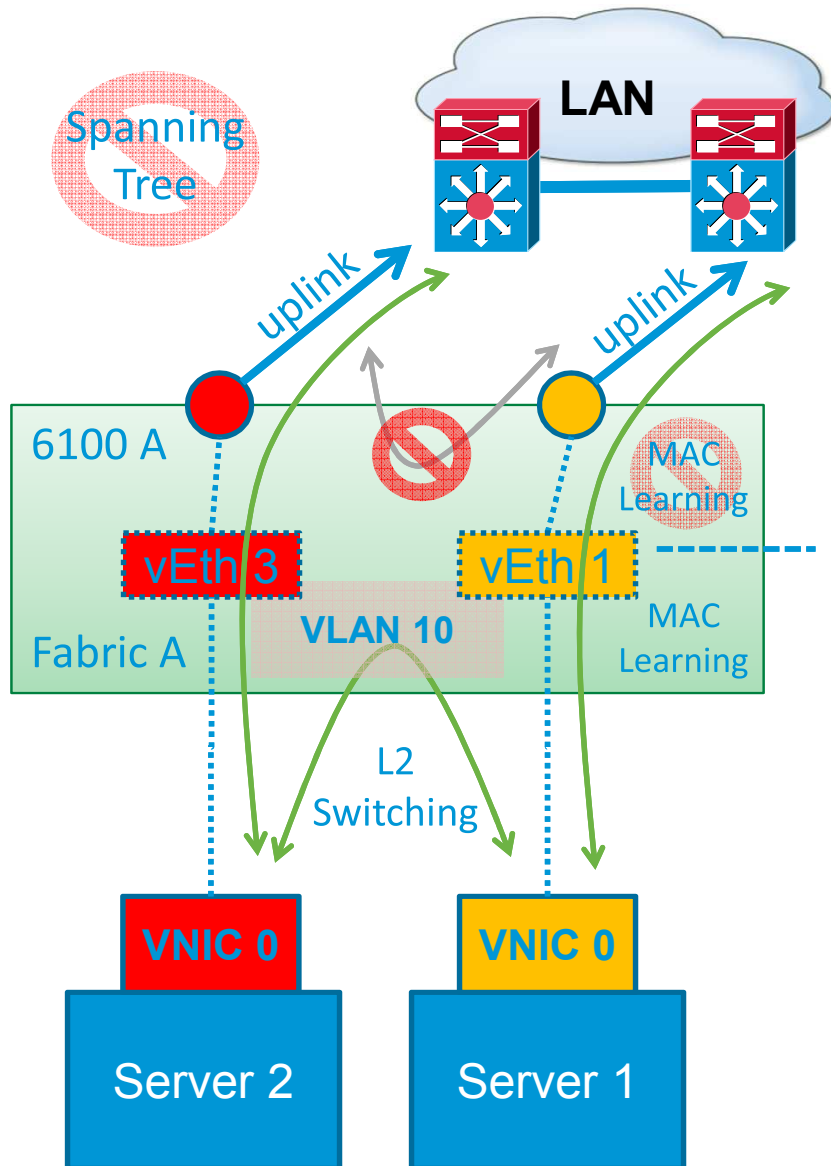 LAN
Spanning
Tree
uplink
uplink
6100 A
MAC
Learning
vEth 3
vEth 1
VLAN 10
Fabric A
MAC
Learning
L2
Switching
VNIC 0
VNIC 0
Server 2
Server 1